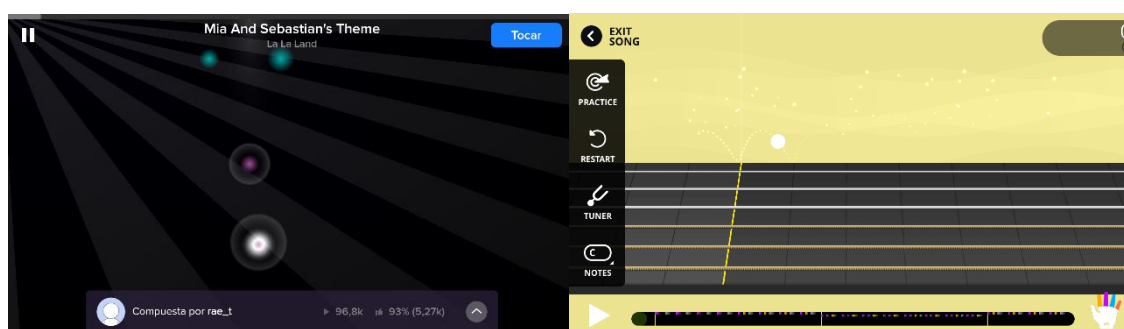 Mia And Sebastian's Theme
La La Land
Tocar
Compuesta por rae_t
96,8k
93% (5,27k)
EXIT
SONG
PRACTICE
RESTART
TUNER
C
NOTES